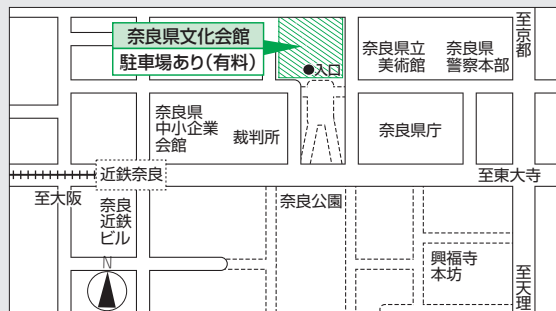 奈良県文化会館
駐車場あり(有料)
●入口
奈良県立
美術館
奈良県
警察本部
至京都
奈良県
中小企業
会館
裁判所
奈良県庁
近鉄奈良
至東大寺
至大阪
奈良
近鉄
ビル
奈良公園
N
興福寺
本坊
至天理